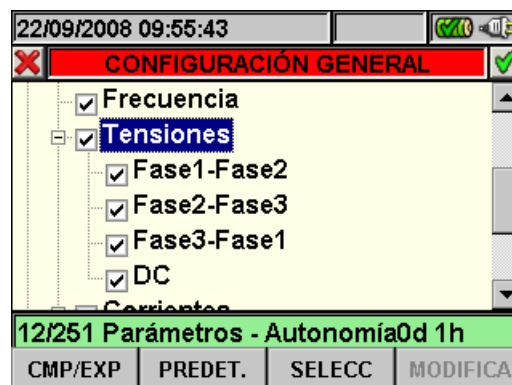 22/09/2008 09:55:43
CONFIGURACIÓN GENERAL
Frecuencia
Tensiones
Fase1-Fase2
Fase2-Fase3
Fase3-Fase1
DC
Corrientes
12/251 Parámetros - Autonomía0d 1h
CMP/EXP PREDET. SELECC MODIFICA